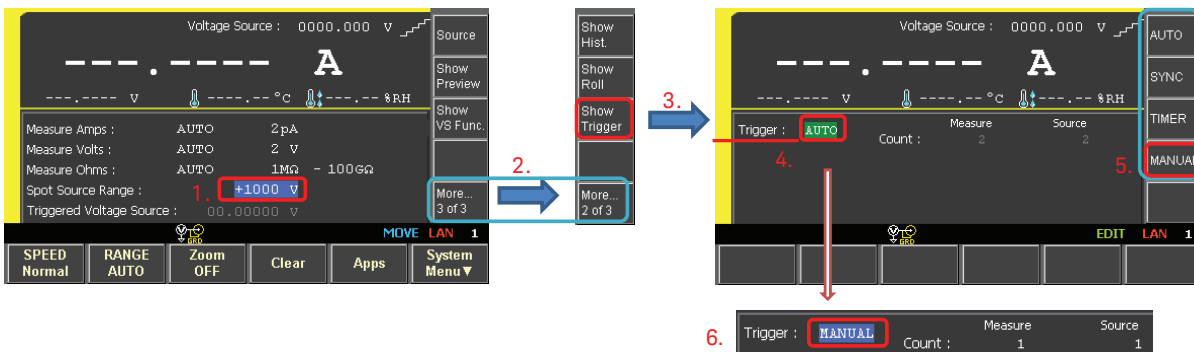 Voltage Source : 0000.000 V
---.---- A
---.---- V ----.--°C ---.-- %RH
Measure Amps : AUTO 2pA
Measure Volts : AUTO 2 V
Measure Ohms : AUTO 1MΩ - 100GΩ
Spot Source Range : +1000 V
1.
Triggered Voltage Source : 00.00000 V
GRD
MOVE LAN 1
SPEED
Normal
RANGE
AUTO
Zoom
OFF
Clear
Apps
System
Menu▼
Source
Show
Preview
Show
VS Func.
More...
3 of 3
2.
Show
Hist.
Show
Roll
Show
Trigger
More...
2 of 3
3.
Voltage Source : 0000.000 V
---.---- A
---.---- V ----.--°C ---.-- %RH
Trigger : AUTO
Measure Source
Count : 2 2
4.
GRD
EDIT LAN 1
AUTO
SYNC
TIMER
5.
MANUAL
6.
Trigger : MANUAL
Measure Source
Count : 1 1